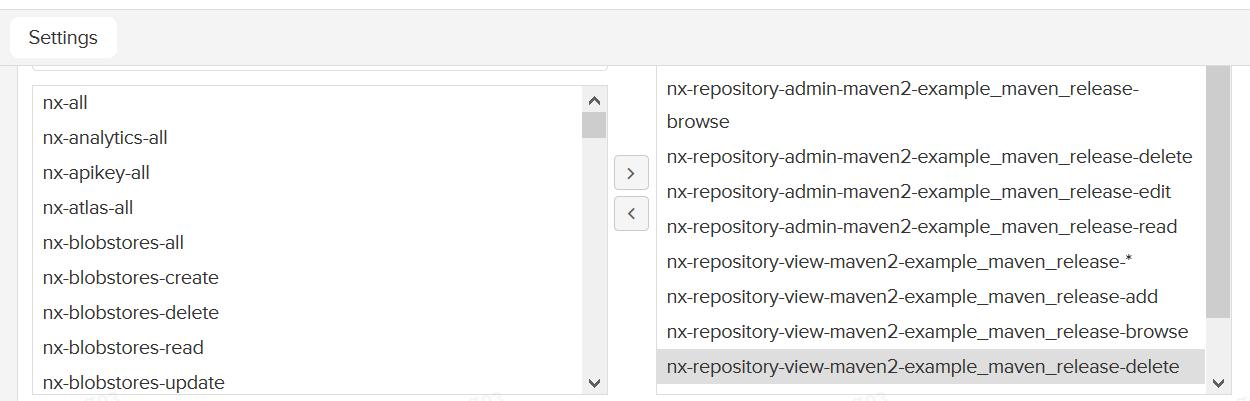 Settings
nx-all
nx-analytics-all
nx-apikey-all
nx-atlas-all
nx-blobstores-all
nx-blobstores-create
nx-blobstores-delete
nx-blobstores-read
nx-blobstores-update
nx-repository-admin-maven2-example_maven_release-
browse
nx-repository-admin-maven2-example_maven_release-delete
nx-repository-admin-maven2-example_maven_release-edit
nx-repository-admin-maven2-example_maven_release-read
nx-repository-view-maven2-example_maven_release-*
nx-repository-view-maven2-example_maven_release-add
nx-repository-view-maven2-example_maven_release-browse
nx-repository-view-maven2-example_maven_release-delete